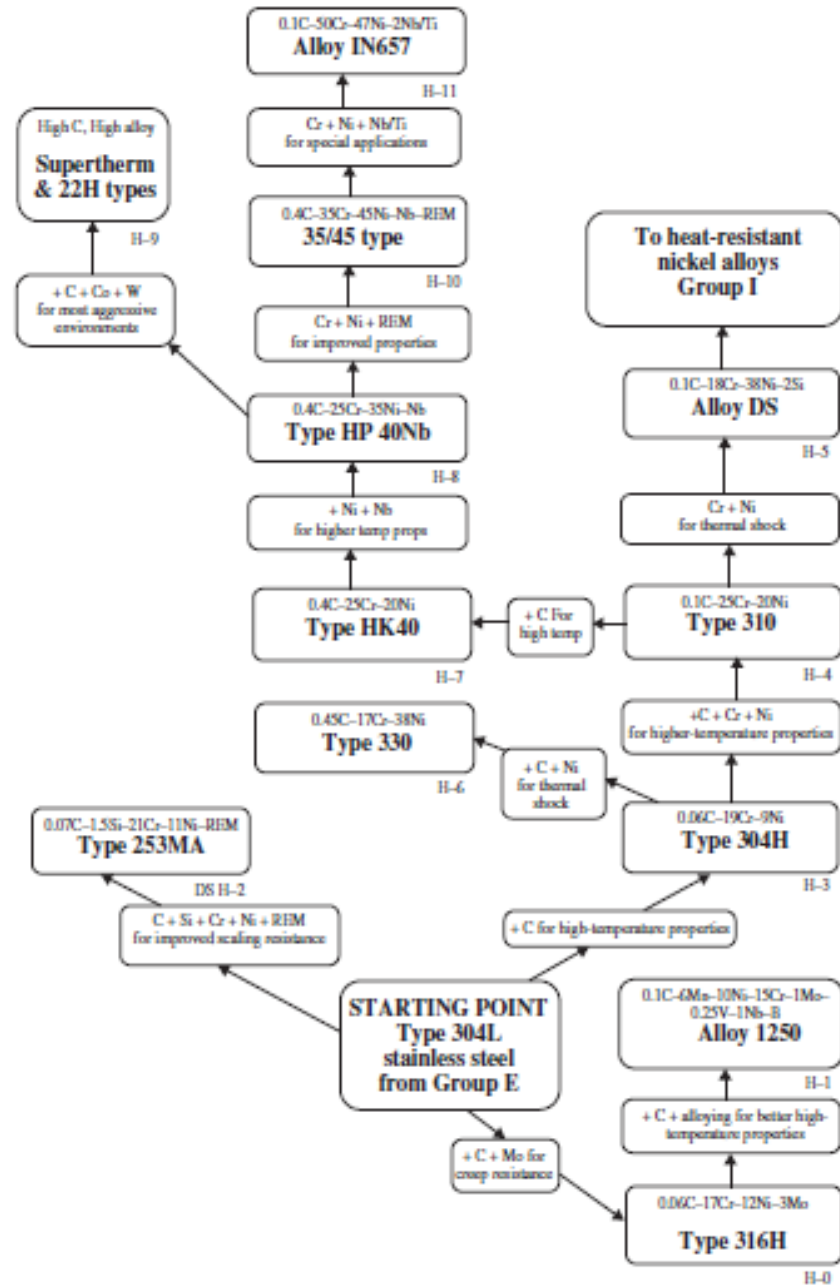 0.1C–50Cr–47Ni–2Nb/Ti
Alloy IN657
H–11
Cr + Ni + Nb/Ti
for special applications
High C, High alloy
Supertherm
& 22H types
H–9
0.4C–35Cr–45Ni–Nb–REM
35/45 type
H–10
To heat-resistant
nickel alloys
Group I
+ C + Co + W
for most aggressive
environments
Cr + Ni + REM
for improved properties
0.1C–18Cr–38Ni–2Si
Alloy DS
H–5
0.4C–25Cr–35Ni–Nb
Type HP 40Nb
H–8
+ Ni + Nb
for higher temp props
Cr + Ni
for thermal shock
0.4C–25Cr–20Ni
Type HK40
H–7
+ C For
high temp
0.1C–25Cr–20Ni
Type 310
H–4
0.45C–17Cr–38Ni
Type 330
H–6
+C + Cr + Ni
for higher-temperature properties
+ C + Ni
for thermal
shock
0.06C–19Cr–9Ni
Type 304H
H–3
0.07C–1.5Si–21Cr–11Ni–REM
Type 253MA
DS H–2
C + Si + Cr + Ni + REM
for improved scaling resistance
+ C for high-temperature properties
STARTING POINT
Type 304L
stainless steel
from Group E
0.1C–6Mn–10Ni–15Cr–1Mo–
0.25V–1Nb–B
Alloy 1250
H–1
+ C + alloying for better high-
temperature properties
+ C + Mo for
creep resistance
0.06C–17Cr–12Ni–3Mo
Type 316H
H–0